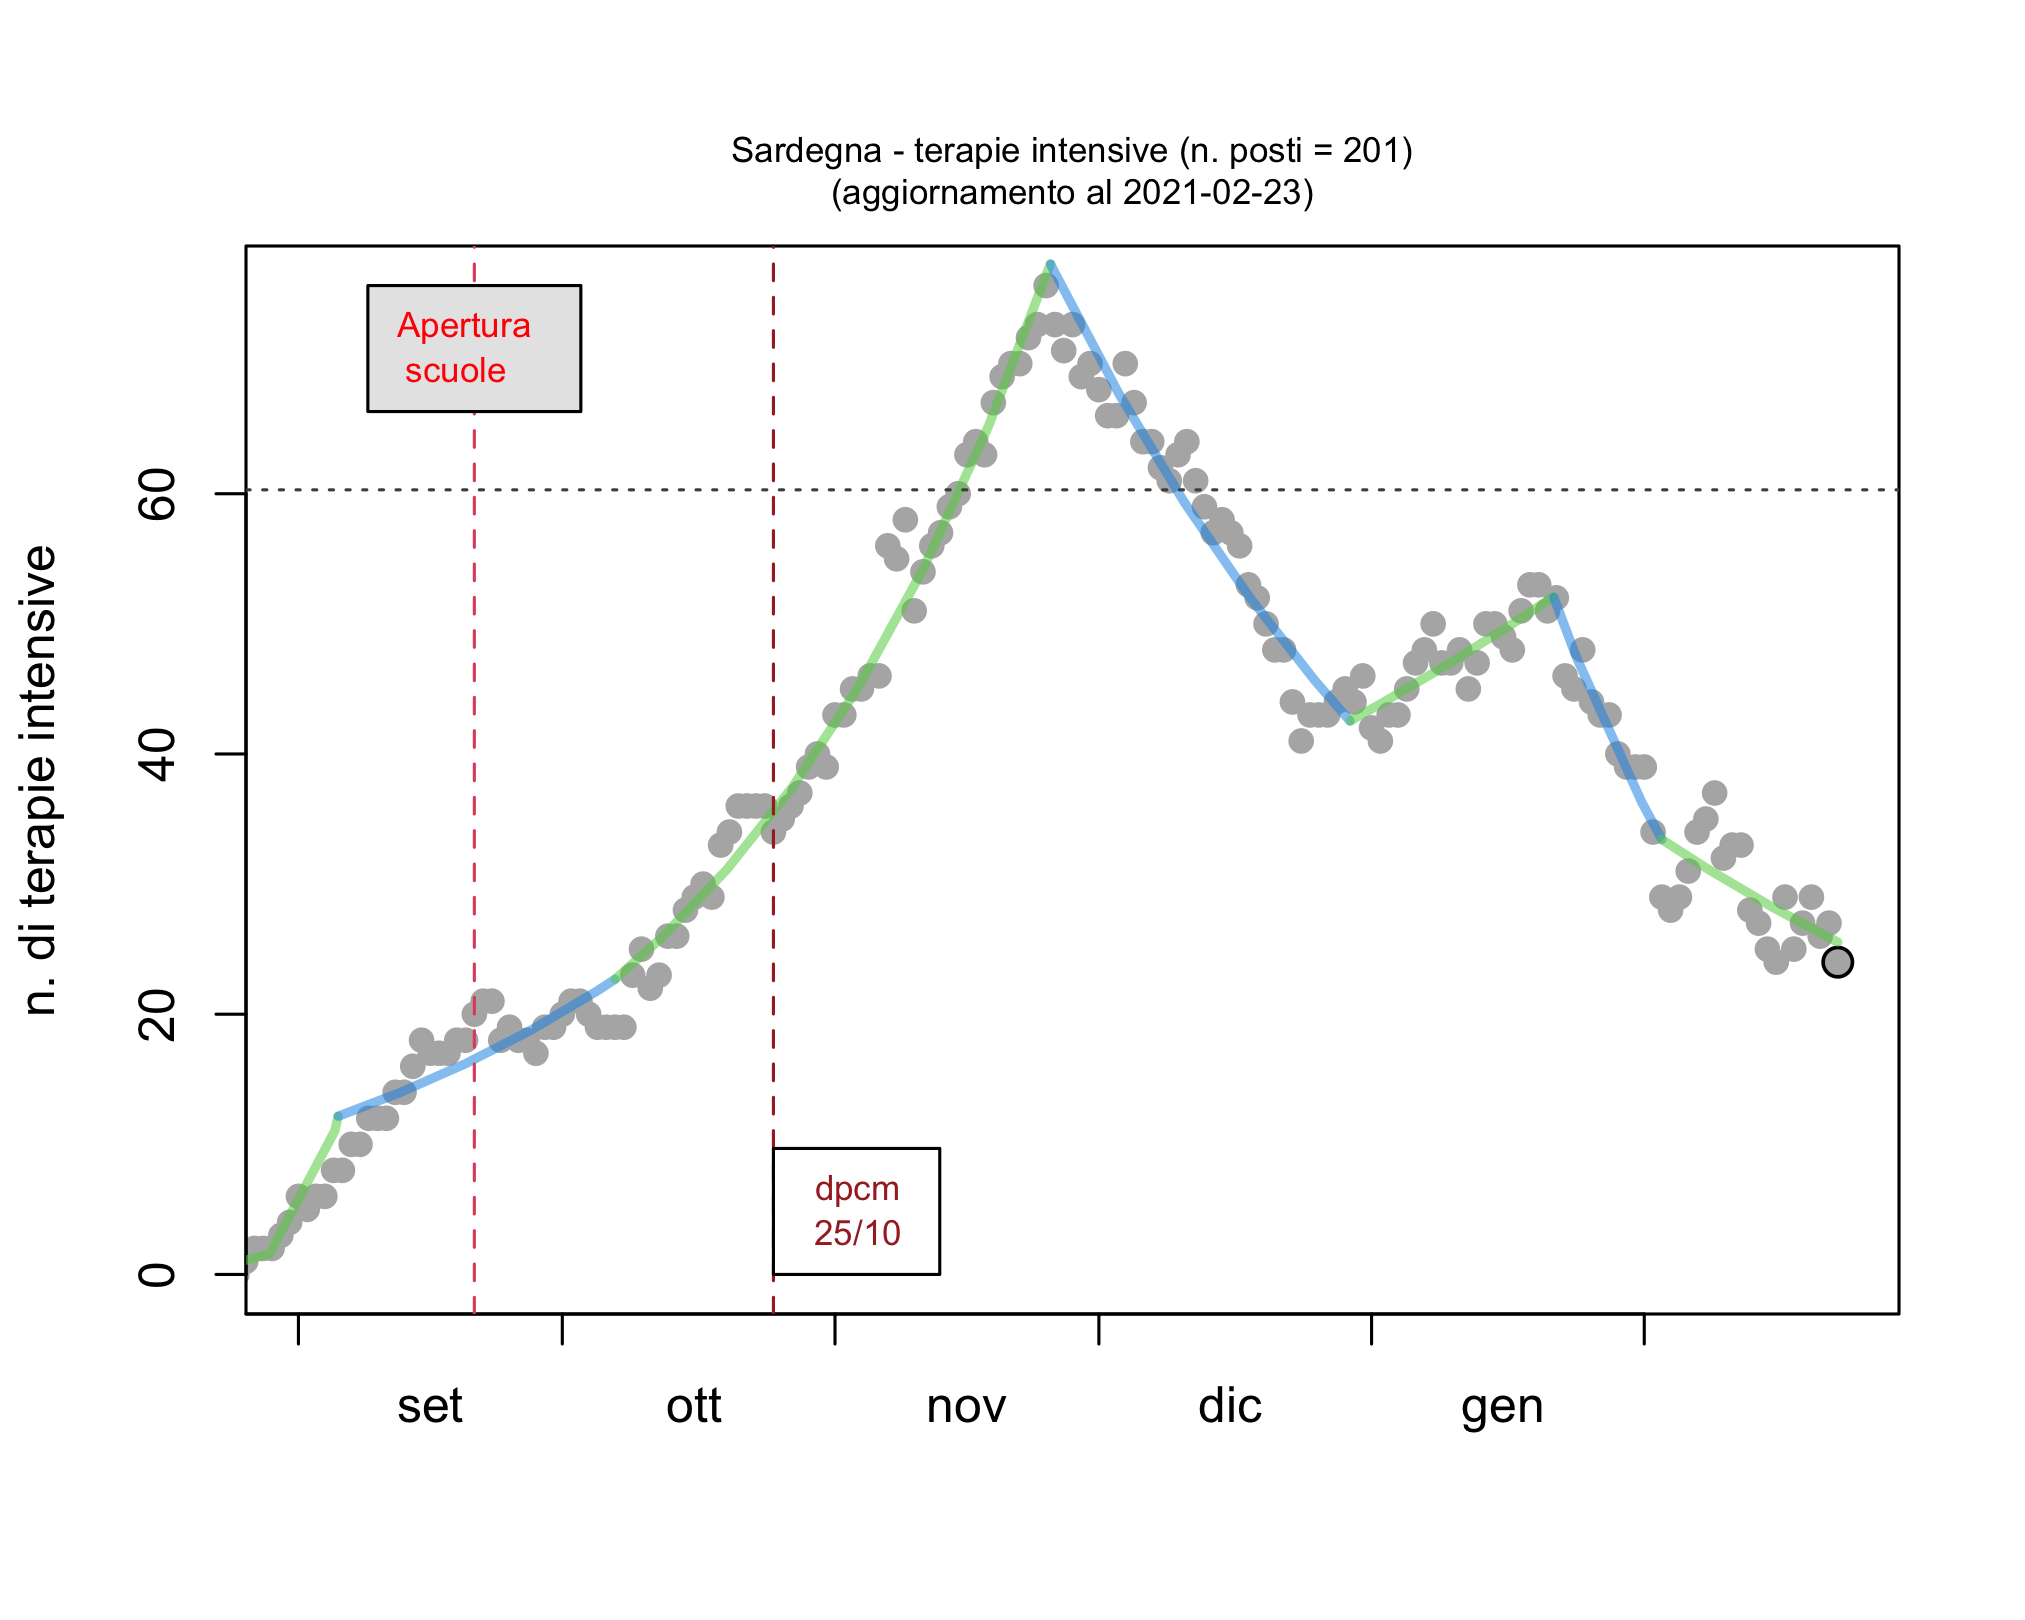 Sardegna - terapie intensive (n. posti = 201)
(aggiornamento al 2021-02-23)
Apertura
scuole
n. di terapie intensive
60
40
20
0
dpcm
25/10
set
ott
nov
dic
gen